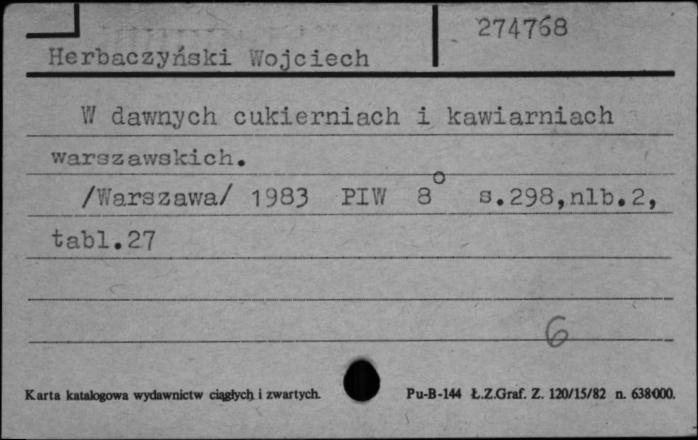 274768
Herbaczyński Wojciech
W dawnych cukierniach i kawiarniach
warszawskich.
/Warszawa/ 1983 PIW 8° s.298,nlb.2,
tabl.27
6
Karta katalogowa wydawnictw ciągłych i zwartych. Pu-B-144 Ł.Z.Graf. Z. 120/15/82 n. 638000.